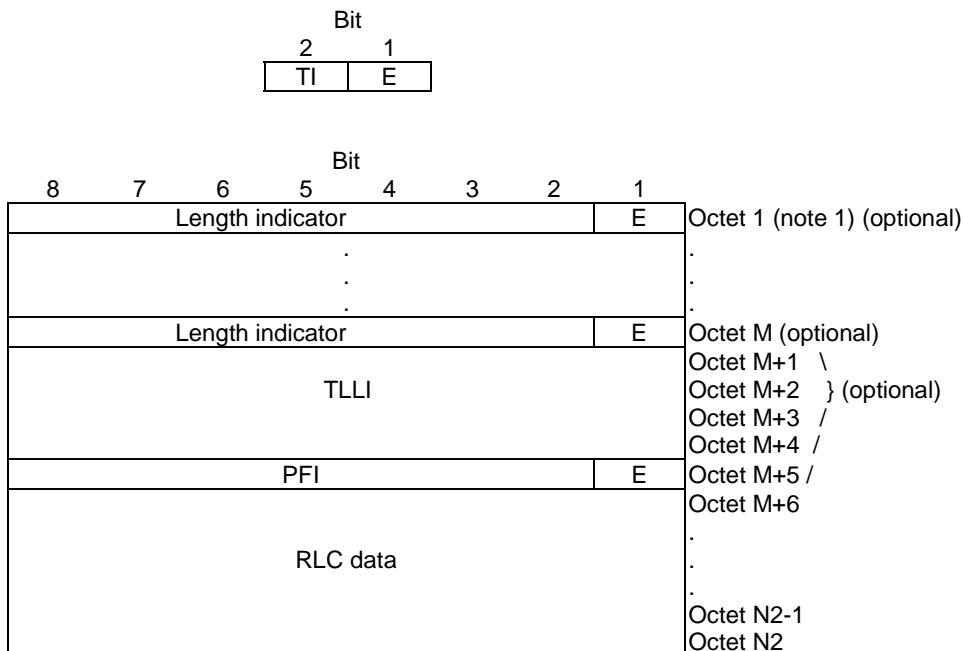 Bit
2 1
TI E
Bit
8 7 6 5 4 3 2 1
Length indicator E Octet 1 (note 1) (optional)
. .
. .
. .
Length indicator E Octet M (optional)
Octet M+1 \
TLLI Octet M+2 } (optional)
Octet M+3 /
Octet M+4 /
PFI E Octet M+5 /
Octet M+6
.
RLC data .
.
Octet N2-1
Octet N2